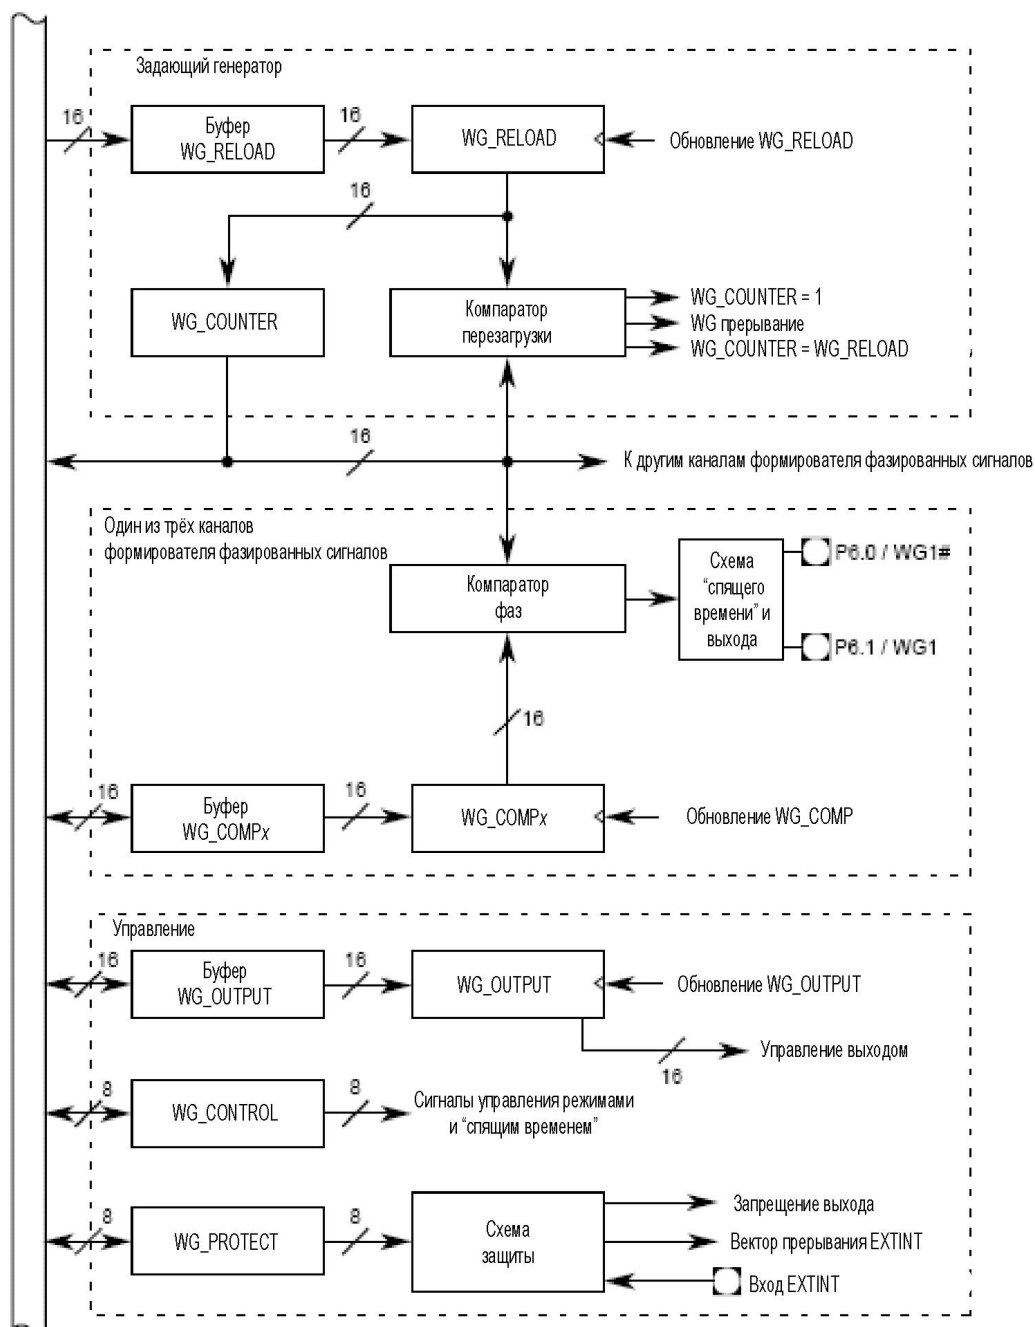 Задающий генератор
16
Буфер
WG_RELOAD
16
WG_RELOAD
Обновление WG_RELOAD
16
WG_COUNTER
Компаратор
перезагрузки
WG_COUNTER = 1
WG прерывание
WG_COUNTER = WG_RELOAD
16
К другим каналам формирователя фазированных сигналов
Один из трёх каналов
формирователя фазированных сигналов
Компаратор
фаз
Схема
“спящего
времени” и
выхода
P6.0 / WG1#
P6.1 / WG1
16
16
Буфер
WG_COMPx
16
WG_COMPx
Обновление WG_COMP
Управление
16
Буфер
WG_OUTPUT
16
WG_OUTPUT
Обновление WG_OUTPUT
16
Управление выходом
8
WG_CONTROL
8
Сигналы управления режимами
и “спящим временем”
8
WG_PROTECT
8
Схема
защиты
Запрещение выхода
Вектор прерывания EXTINT
Вход EXTINT